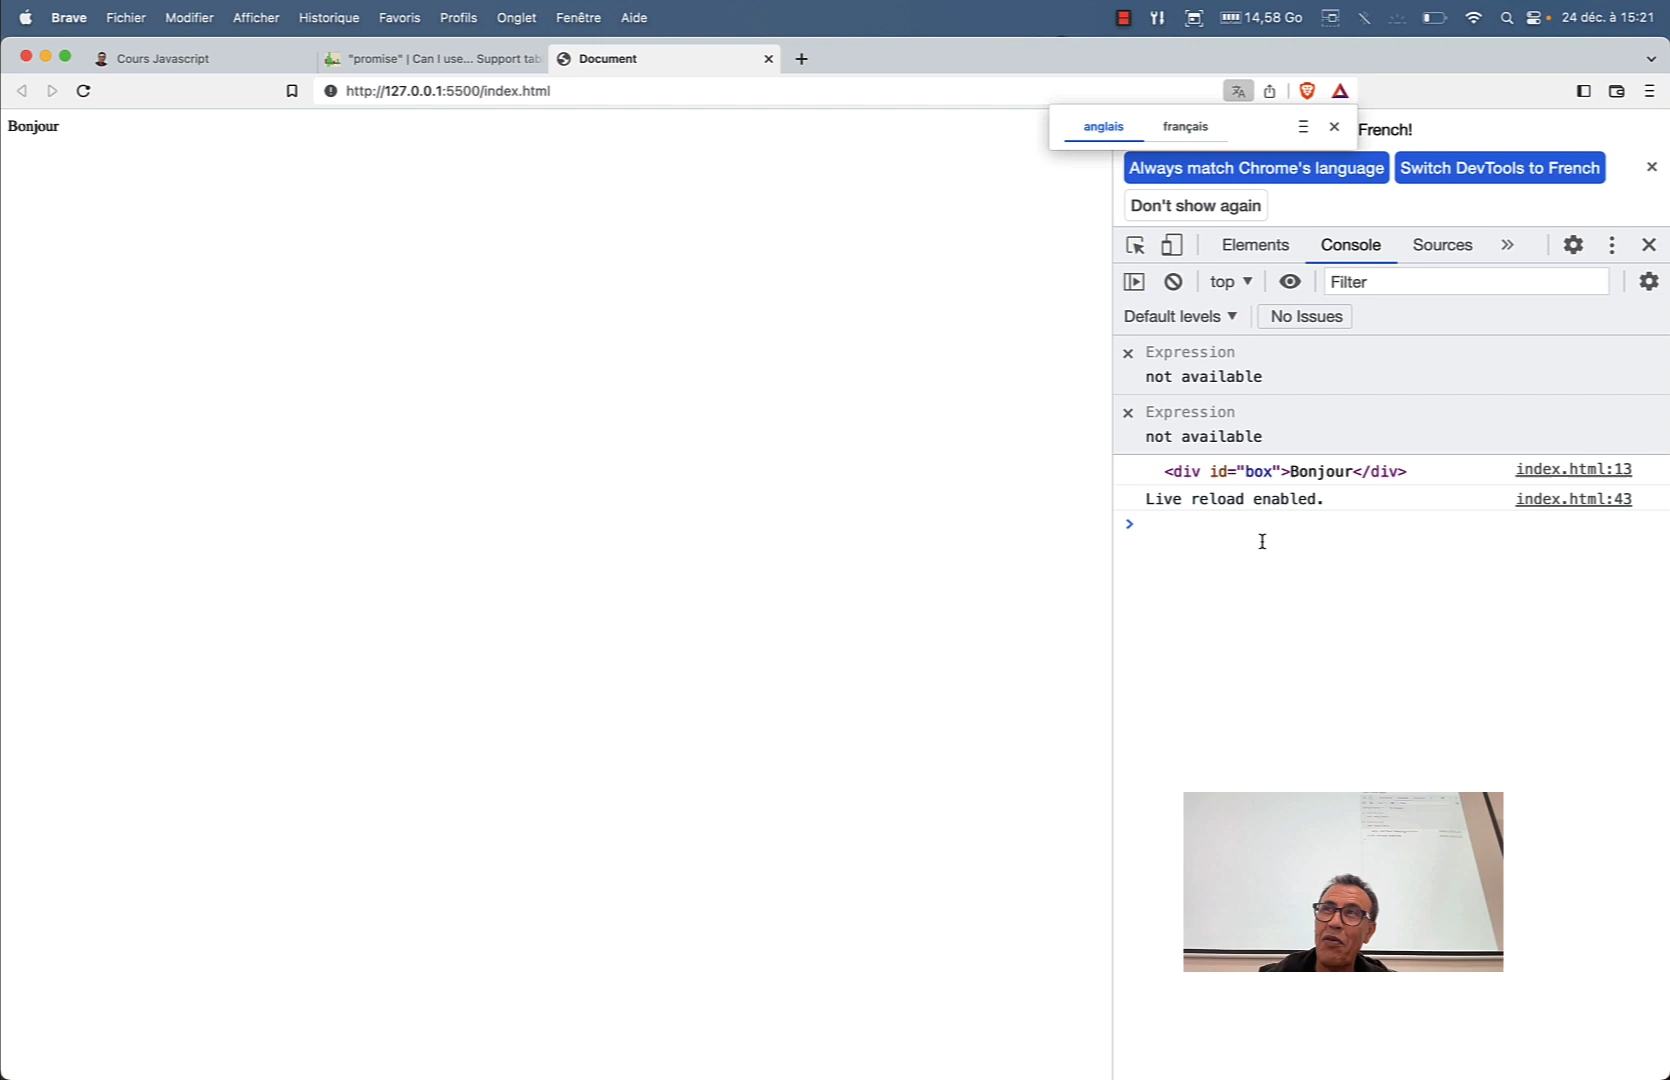 Brave Fichier Modifier Afficher Historique Favoris Profils Onglet Fenêtre Aide 14,58 Go 24 déc. à 15:21
Cours Javascript "promise" | Can I use... Support tab Document
http://127.0.0.1:5500/index.html
Bonjour
anglais français
French!
Always match Chrome's language Switch DevTools to French
Don't show again
Elements Console Sources
top Filter
Default levels No Issues
Expression
not available
Expression
not available
<div id="box">Bonjour</div> index.html:13
Live reload enabled. index.html:43